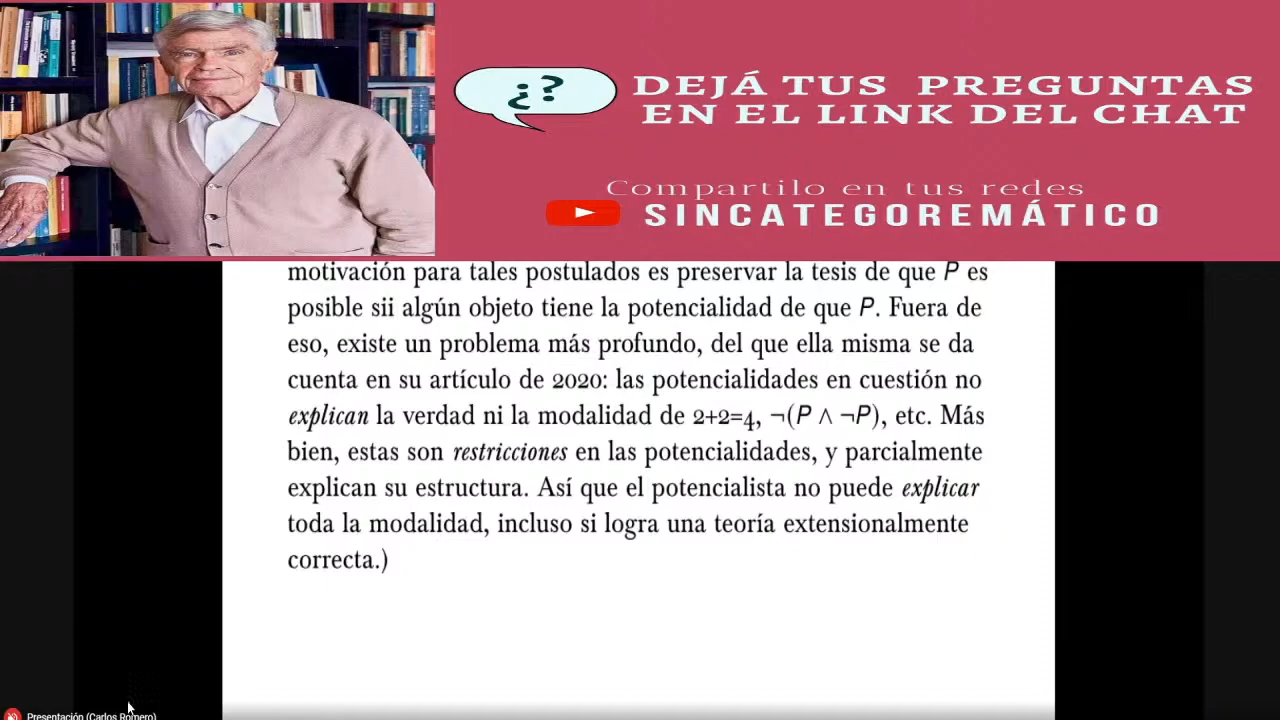 ¿?
DEJÁ TUS PREGUNTAS
EN EL LINK DEL CHAT
Compartilo en tus redes
SINCATEGOREMÁTICO
motivación para tales postulados es preservar la tesis de que P es
posible sii algún objeto tiene la potencialidad de que P. Fuera de
eso, existe un problema más profundo, del que ella misma se da
cuenta en su artículo de 2020: las potencialidades en cuestión no
explican la verdad ni la modalidad de 2+2=4, ¬(P ∧ ¬P), etc. Más
bien, estas son restricciones en las potencialidades, y parcialmente
explican su estructura. Así que el potencialista no puede explicar
toda la modalidad, incluso si logra una teoría extensionalmente
correcta.)
Presentación (Carlos Romero)